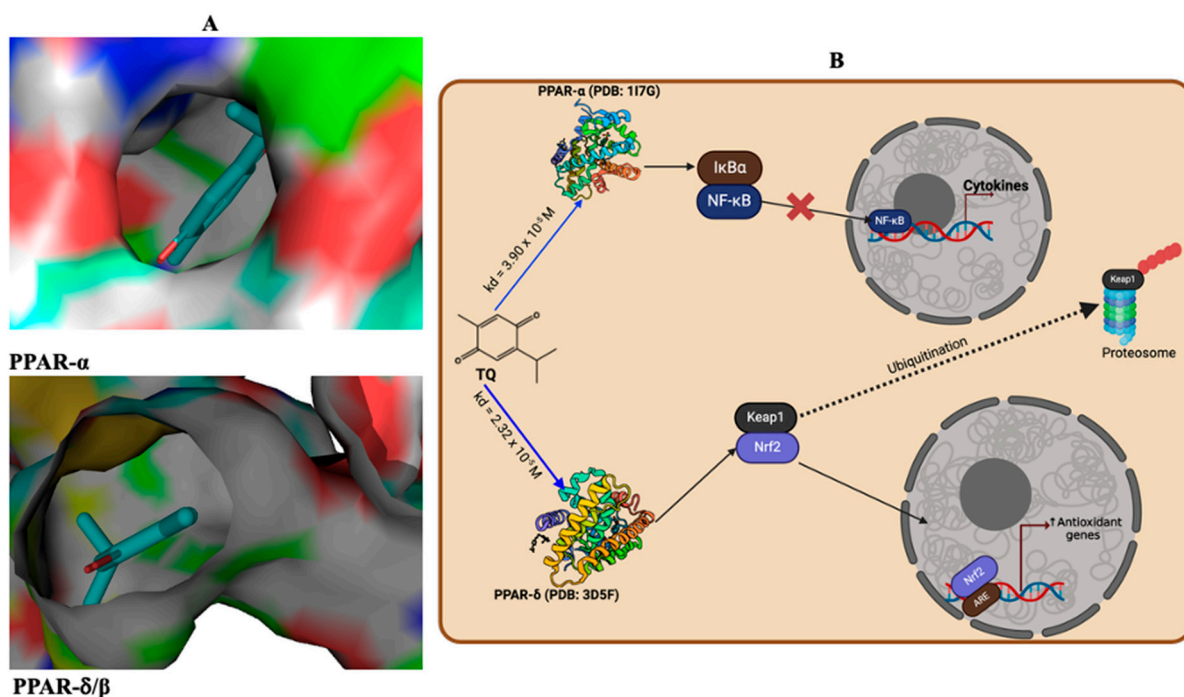 A
PPAR-α
PPAR-δ/β
B
PPAR-α (PDB: 1I7G)
IκBα
NF-κB
NF-κB
Cytokines
kd = 3.90 x 10⁻⁵ M
TQ
kd = 2.32 x 10⁻⁵ M
Keap1
Proteosome
Ubiquitination
Keap1
Nrf2
PPAR-δ (PDB: 3D5F)
↑ Antioxidant
genes
Nrf2
ARE